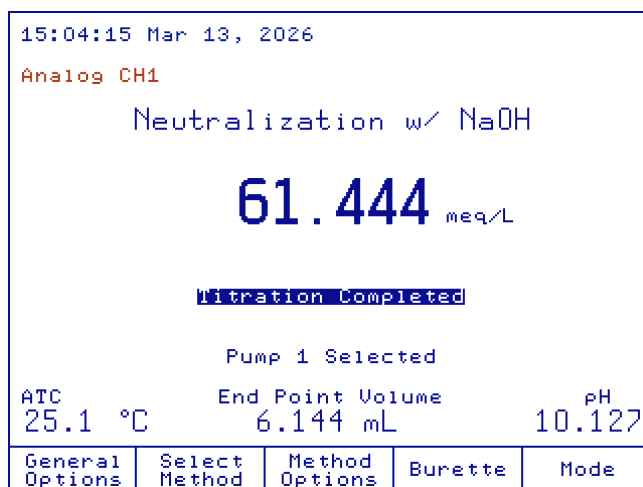 15:04:15 Mar 13, 2026
Analog CH1
Neutralization w/ NaOH
61.444 meq/L
Titration Completed
Pump 1 Selected
ATC End Point Volume pH
25.1 °C 6.144 mL 10.127
General Select Method Burette Mode
Options Method Options